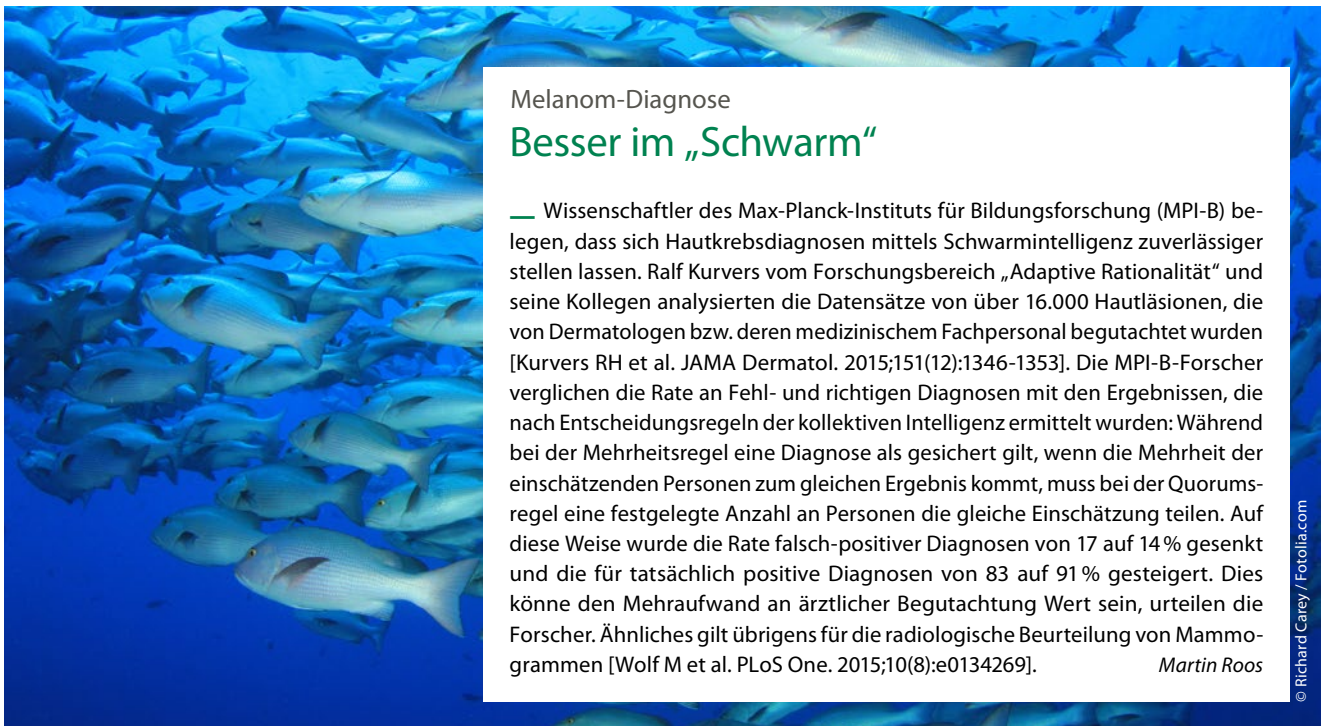 Melanom-Diagnose
Besser im „Schwarm“
— Wissenschaftler des Max-Planck-Instituts für Bildungsforschung (MPI-B) be-
legen, dass sich Hautkrebsdiagnosen mittels Schwarmintelligenz zuverlässiger
stellen lassen. Ralf Kurvers vom Forschungsbereich „Adaptive Rationalität“ und
seine Kollegen analysierten die Datensätze von über 16.000 Hautläsionen, die
von Dermatologen bzw. deren medizinischem Fachpersonal begutachtet wurden
[Kurvers RH et al. JAMA Dermatol. 2015;151(12):1346-1353]. Die MPI-B-Forscher
verglichen die Rate an Fehl- und richtigen Diagnosen mit den Ergebnissen, die
nach Entscheidungsregeln der kollektiven Intelligenz ermittelt wurden: Während
bei der Mehrheitsregel eine Diagnose als gesichert gilt, wenn die Mehrheit der
einschätzenden Personen zum gleichen Ergebnis kommt, muss bei der Quorums-
regel eine festgelegte Anzahl an Personen die gleiche Einschätzung teilen. Auf
diese Weise wurde die Rate falsch-positiver Diagnosen von 17 auf 14 % gesenkt
und die für tatsächlich positive Diagnosen von 83 auf 91 % gesteigert. Dies
könne den Mehraufwand an ärztlicher Begutachtung Wert sein, urteilen die
Forscher. Ähnliches gilt übrigens für die radiologische Beurteilung von Mammo-
grammen [Wolf M et al. PLoS One. 2015;10(8):e0134269]. Martin Roos
© Richard Carey / Fotolia.com